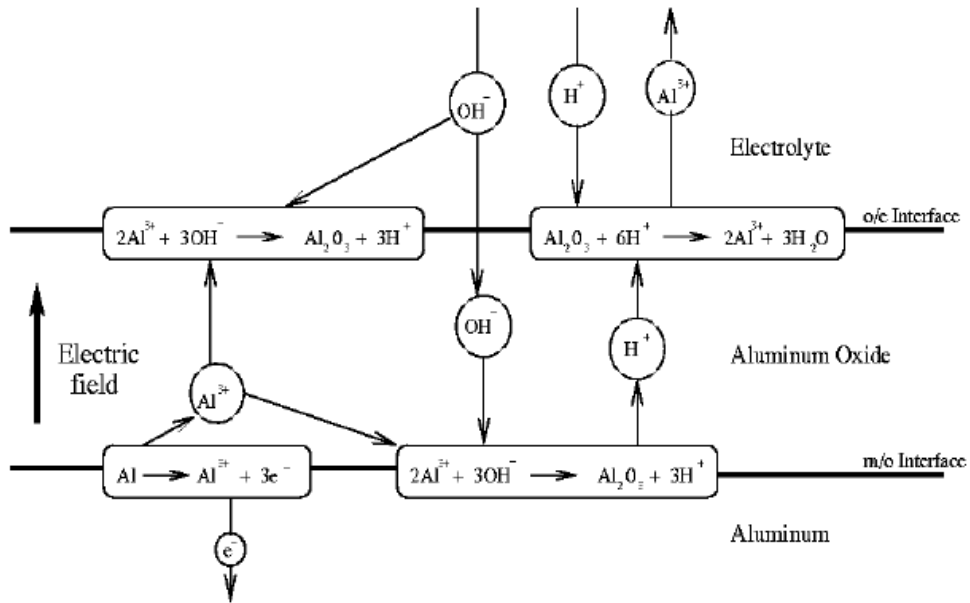 OH⁻
H⁺
Al³⁺
Electrolyte
o/e Interface
2Al³⁺ + 3OH⁻ → Al₂O₃ + 3H⁺
Al₂O₃ + 6H⁺ → 2Al³⁺ + 3H₂O
Electric
field
OH⁻
H⁺
Aluminum Oxide
Al³⁺
m/o Interface
Al → Al³⁺ + 3e⁻
2Al³⁺ + 3OH⁻ → Al₂O₃ + 3H⁺
e⁻
Aluminum